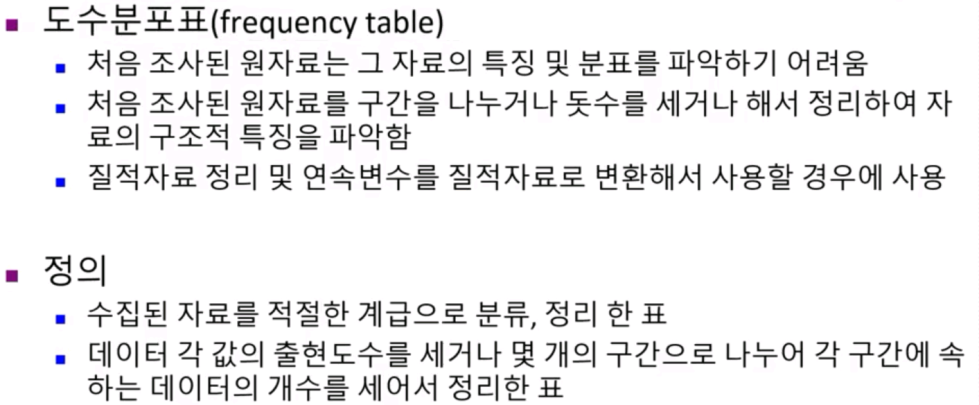 도수분포표(frequency table)
처음 조사된 원자료는 그 자료의 특징 및 분표를 파악하기 어려움
처음 조사된 원자료를 구간을 나누거나 돗수를 세거나 해서 정리하여 자
료의 구조적 특징을 파악함
질적자료 정리 및 연속변수를 질적자료로 변환해서 사용할 경우에 사용
정의
수집된 자료를 적절한 계급으로 분류, 정리 한 표
데이터 각 값의 출현도수를 세거나 몇 개의 구간으로 나누어 각 구간에 속
하는 데이터의 개수를 세어서 정리한 표